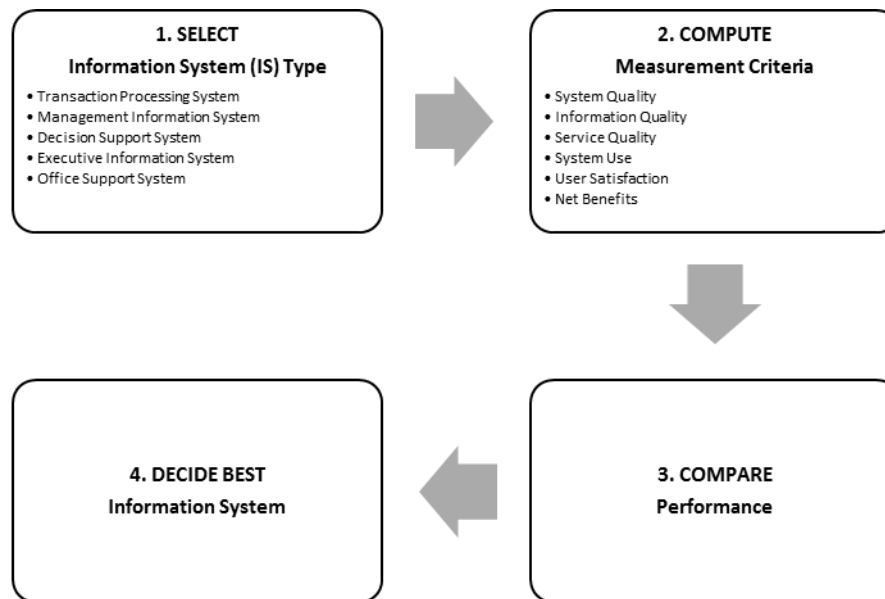 1. SELECT
Information System (IS) Type
• Transaction Processing System
• Management Information System
• Decision Support System
• Executive Information System
• Office Support System
2. COMPUTE
Measurement Criteria
• System Quality
• Information Quality
• Service Quality
• System Use
• User Satisfaction
• Net Benefits
3. COMPARE
Performance
4. DECIDE BEST
Information System